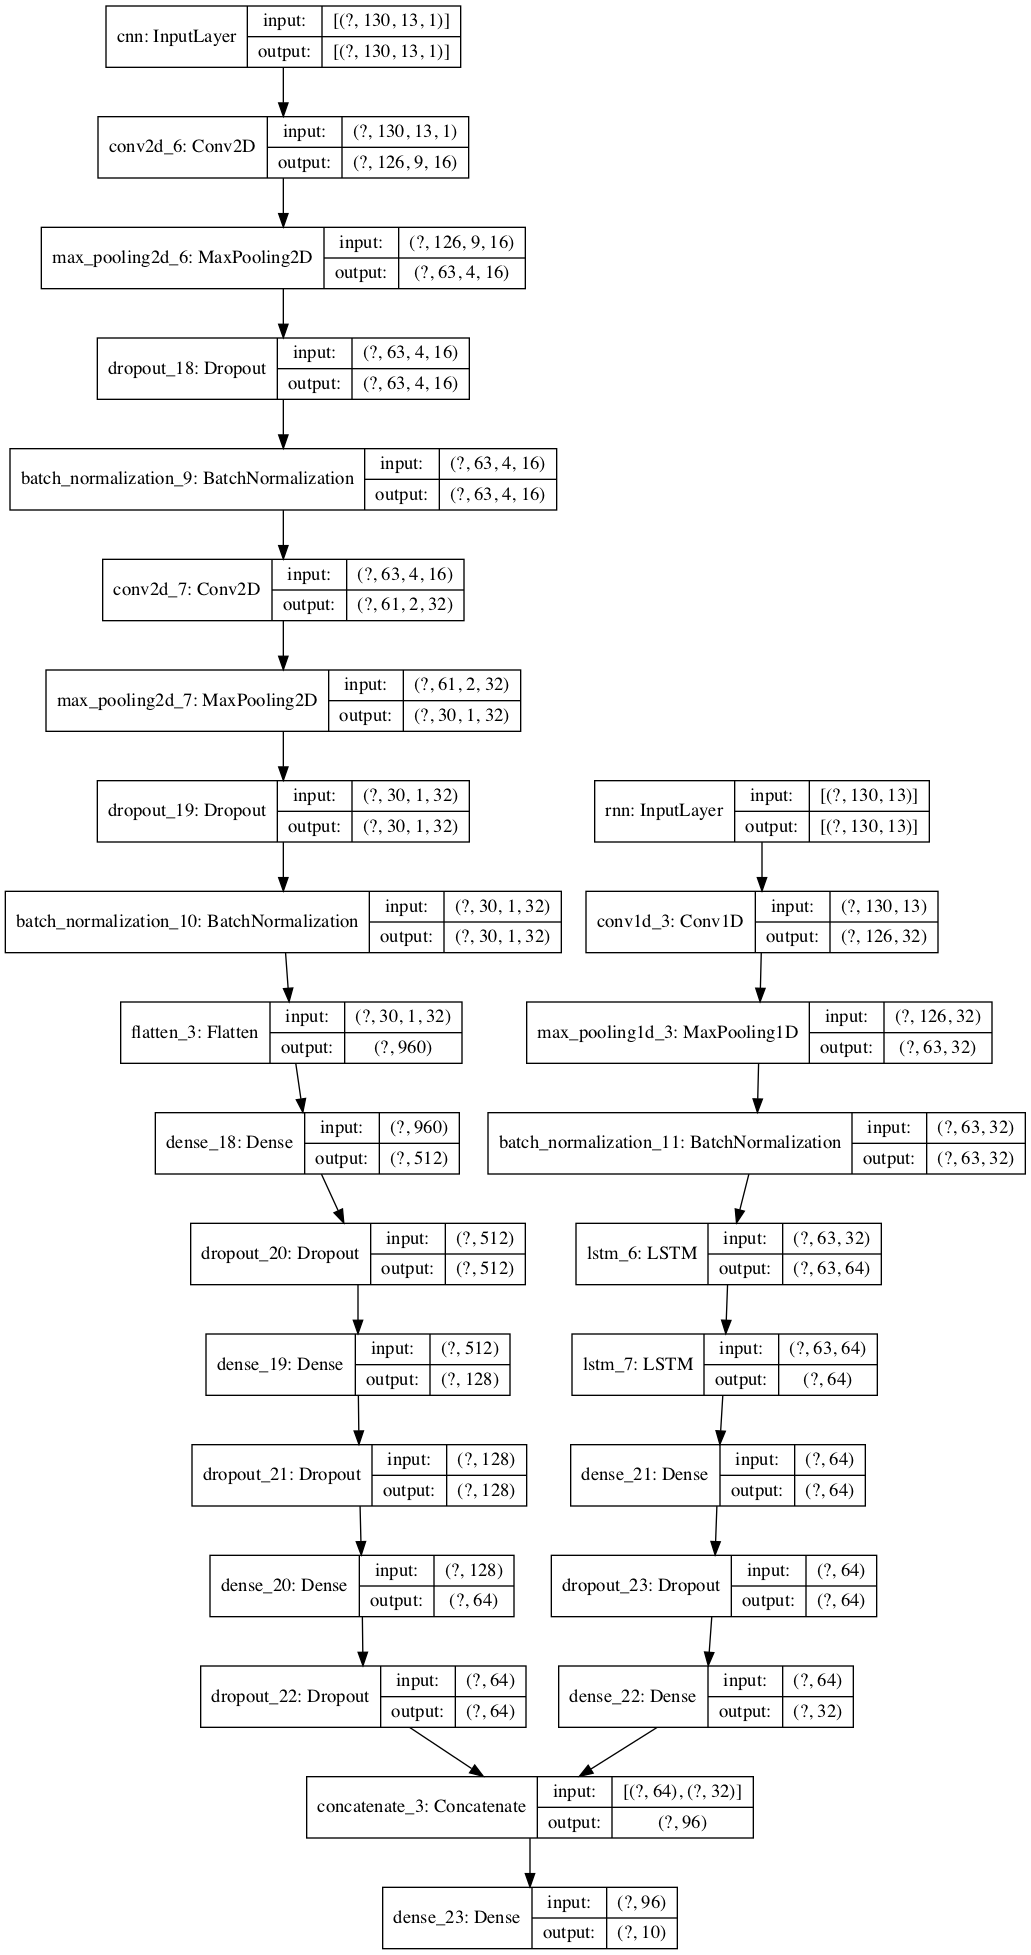 cnn: InputLayer
input: [(?, 130, 13, 1)]
output: [(?, 130, 13, 1)]
conv2d_6: Conv2D
input: (?, 130, 13, 1)
output: (?, 126, 9, 16)
max_pooling2d_6: MaxPooling2D
input: (?, 126, 9, 16)
output: (?, 63, 4, 16)
dropout_18: Dropout
input: (?, 63, 4, 16)
output: (?, 63, 4, 16)
batch_normalization_9: BatchNormalization
input: (?, 63, 4, 16)
output: (?, 63, 4, 16)
conv2d_7: Conv2D
input: (?, 63, 4, 16)
output: (?, 61, 2, 32)
max_pooling2d_7: MaxPooling2D
input: (?, 61, 2, 32)
output: (?, 30, 1, 32)
dropout_19: Dropout
input: (?, 30, 1, 32)
output: (?, 30, 1, 32)
batch_normalization_10: BatchNormalization
input: (?, 30, 1, 32)
output: (?, 30, 1, 32)
flatten_3: Flatten
input: (?, 30, 1, 32)
output: (?, 960)
dense_18: Dense
input: (?, 960)
output: (?, 512)
dropout_20: Dropout
input: (?, 512)
output: (?, 512)
dense_19: Dense
input: (?, 512)
output: (?, 128)
dropout_21: Dropout
input: (?, 128)
output: (?, 128)
dense_20: Dense
input: (?, 128)
output: (?, 64)
dropout_22: Dropout
input: (?, 64)
output: (?, 64)
rnn: InputLayer
input: [(?, 130, 13)]
output: [(?, 130, 13)]
conv1d_3: Conv1D
input: (?, 130, 13)
output: (?, 126, 32)
max_pooling1d_3: MaxPooling1D
input: (?, 126, 32)
output: (?, 63, 32)
batch_normalization_11: BatchNormalization
input: (?, 63, 32)
output: (?, 63, 32)
lstm_6: LSTM
input: (?, 63, 32)
output: (?, 63, 64)
lstm_7: LSTM
input: (?, 63, 64)
output: (?, 64)
dense_21: Dense
input: (?, 64)
output: (?, 64)
dropout_23: Dropout
input: (?, 64)
output: (?, 64)
dense_22: Dense
input: (?, 64)
output: (?, 32)
concatenate_3: Concatenate
input: [(?, 64), (?, 32)]
output: (?, 96)
dense_23: Dense
input: (?, 96)
output: (?, 10)